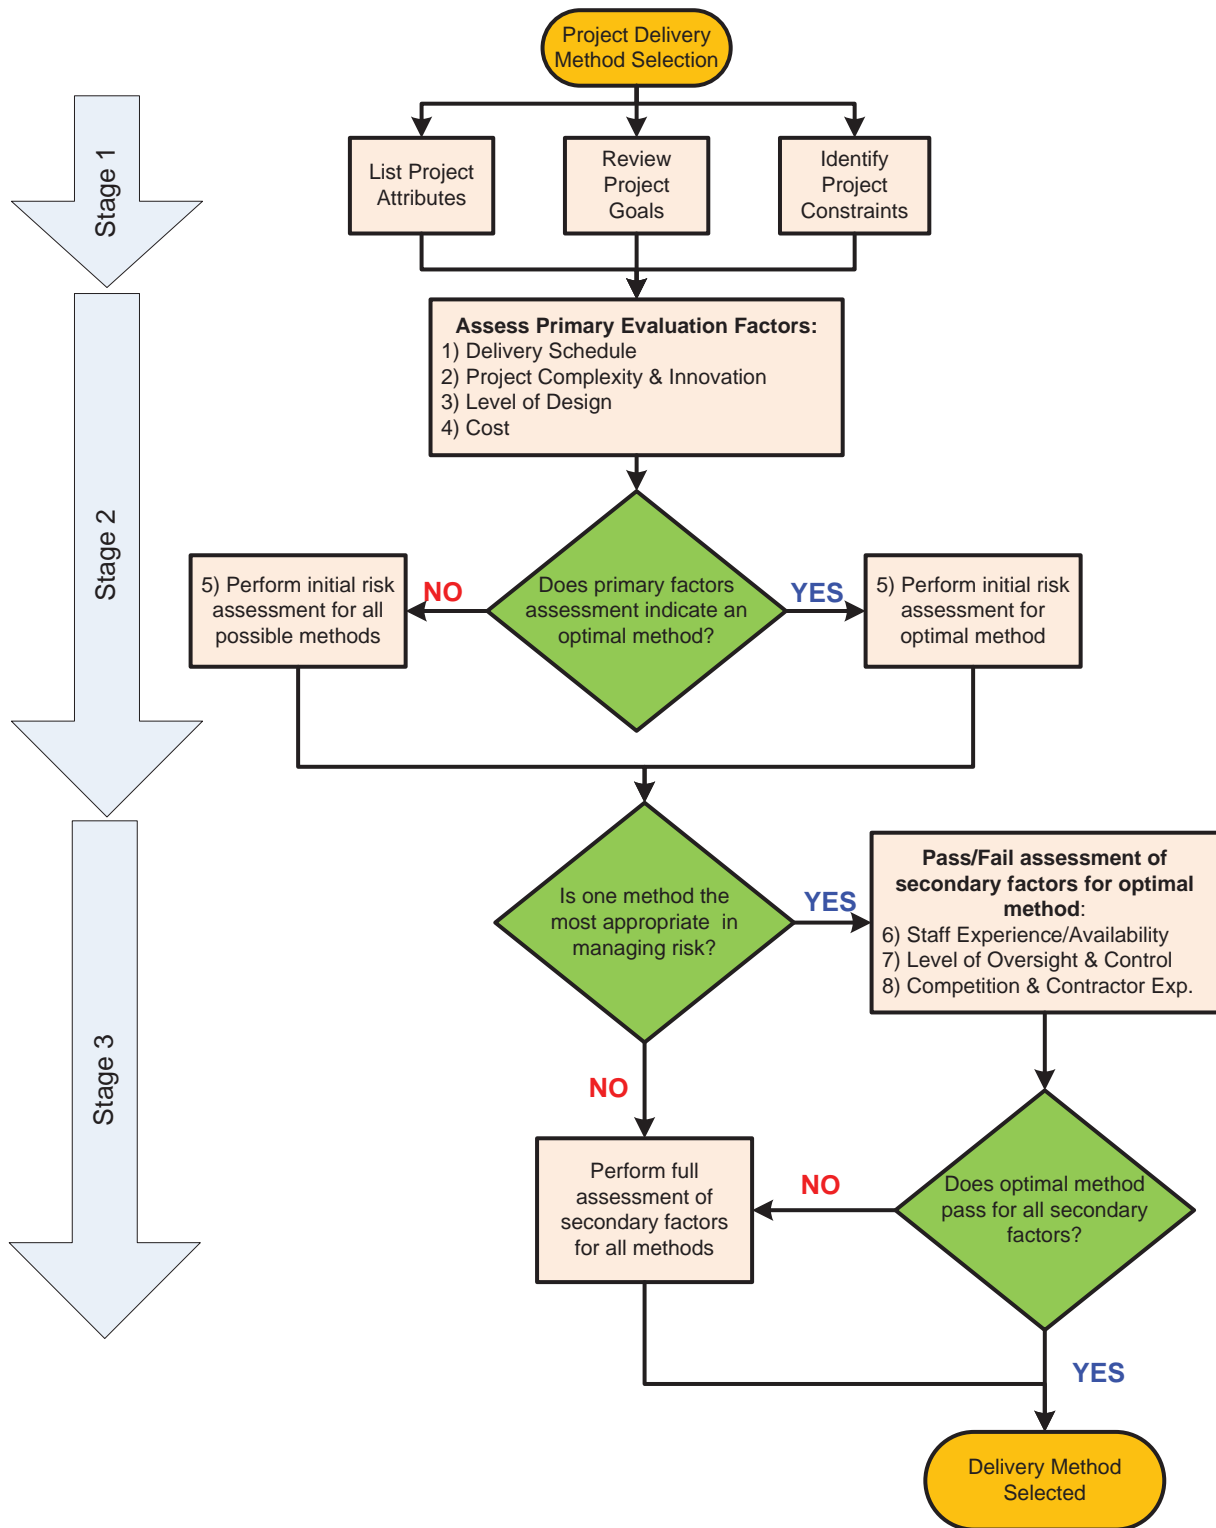 Project Delivery
Method Selection
Stage 1
List Project
Attributes
Review
Project
Goals
Identify
Project
Constraints
Stage 2
Assess Primary Evaluation Factors:
1) Delivery Schedule
2) Project Complexity & Innovation
3) Level of Design
4) Cost
Does primary factors
assessment indicate an
optimal method?
NO
5) Perform initial risk
assessment for all
possible methods
YES
5) Perform initial risk
assessment for
optimal method
Stage 3
Is one method the
most appropriate in
managing risk?
YES
Pass/Fail assessment of
secondary factors for optimal
method:
6) Staff Experience/Availability
7) Level of Oversight & Control
8) Competition & Contractor Exp.
NO
Perform full
assessment of
secondary factors
for all methods
NO
Does optimal method
pass for all secondary
factors?
YES
Delivery Method
Selected